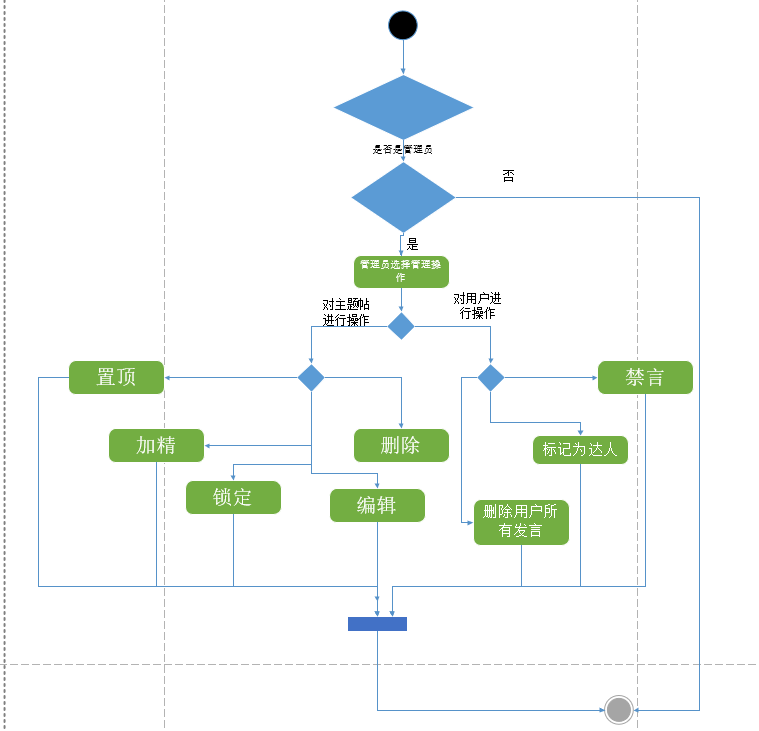 是否是管理员
否
是
管理员选择管理操
作
对主题帖
进行操作
对用户进
行操作
置顶
禁言
加精
删除
标记为达人
锁定
编辑
删除用户所
有发言